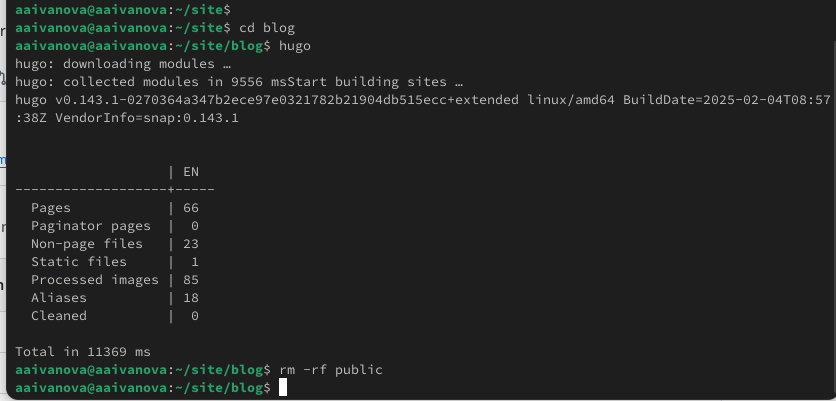 aaivanova@aaivanova:~/site$
aaivanova@aaivanova:~/site$ cd blog
aaivanova@aaivanova:~/site/blog$ hugo
hugo: downloading modules …
hugo: collected modules in 9556 msStart building sites …
hugo v0.143.1-0270364a347b2ece97e0321782b21904db515ecc+extended linux/amd64 BuildDate=2025-02-04T08:57
:38Z VendorInfo=snap:0.143.1
| EN
-------------------+-----
Pages | 66
Paginator pages | 0
Non-page files | 23
Static files | 1
Processed images | 85
Aliases | 18
Cleaned | 0
Total in 11369 ms
aaivanova@aaivanova:~/site/blog$ rm -rf public
aaivanova@aaivanova:~/site/blog$